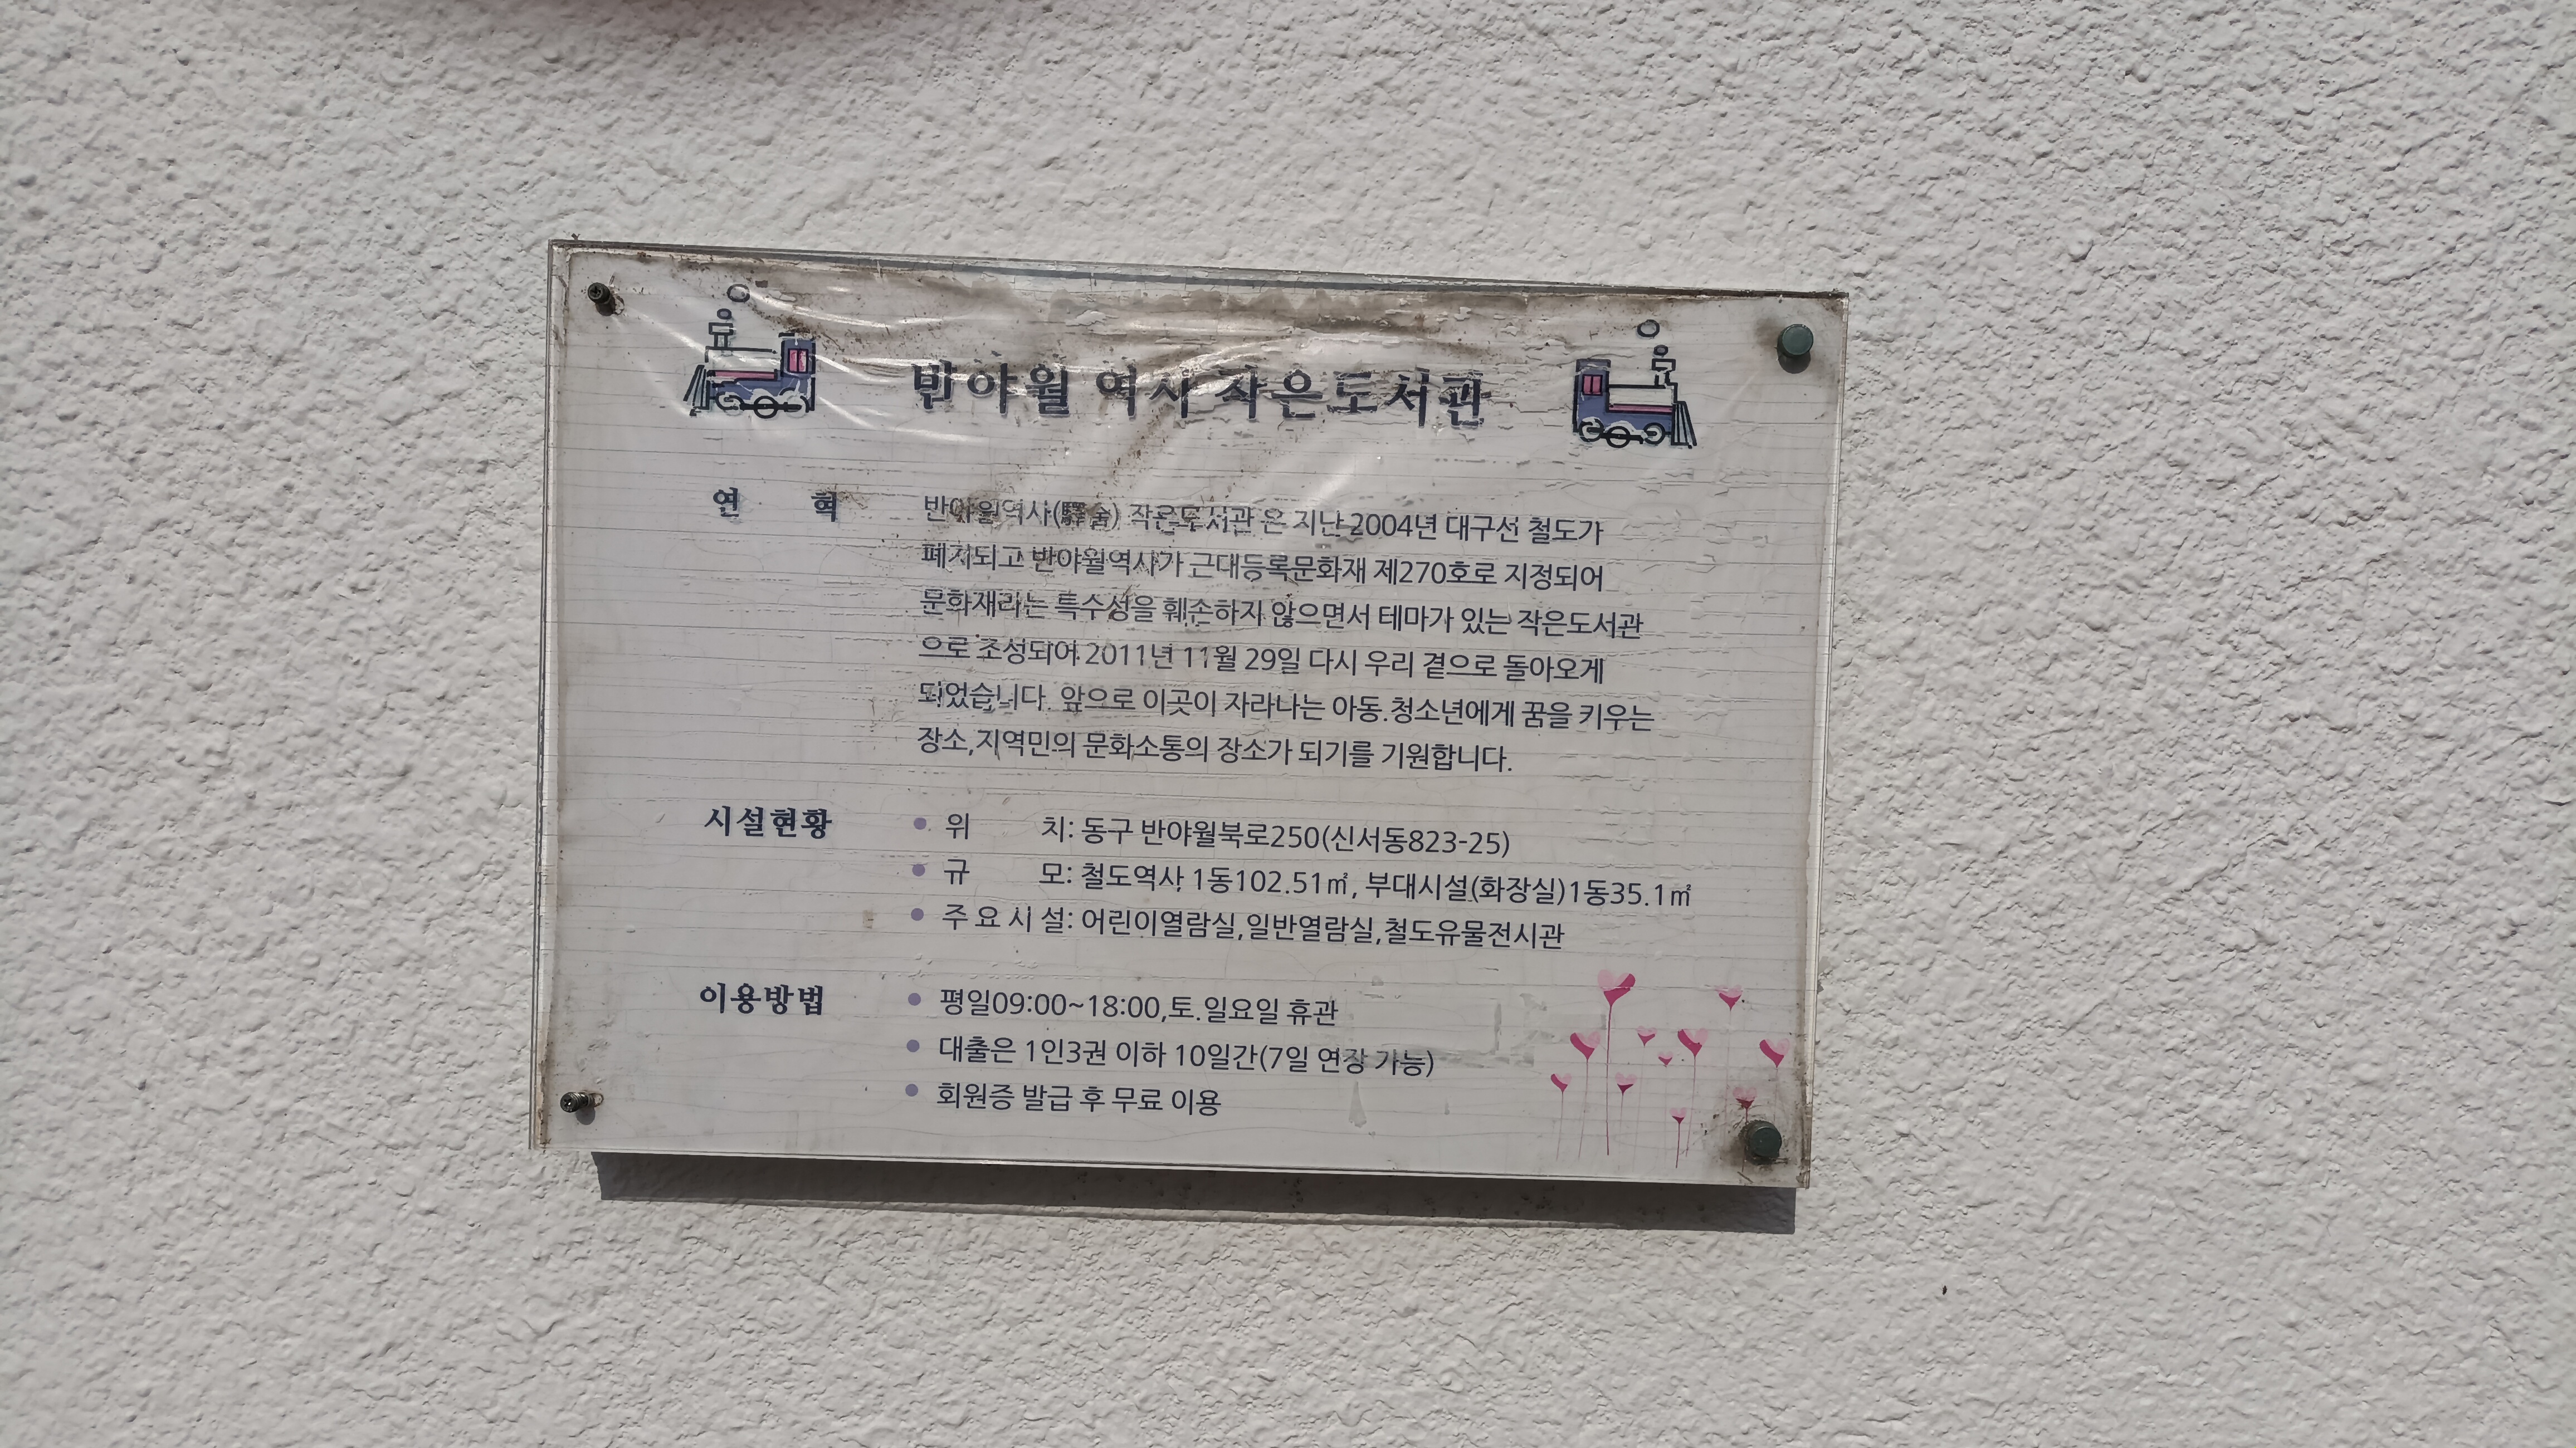 반야월 역사 작은도서관
연 혁
반야월역사(驛舍) 작은도서관 은 지난 2004년 대구선 철도가
폐지되고 반야월역사가 근대등록문화재 제270호로 지정되어
문화재라는 특수성을 훼손하지 않으면서 테마가 있는 작은도서관
으로 조성되어 2011년 11월 29일 다시 우리 곁으로 돌아오게
되었습니다. 앞으로 이곳이 자라나는 아동.청소년에게 꿈을 키우는
장소,지역민의 문화소통의 장소가 되기를 기원합니다.
시설현황
● 위 치: 동구 반야월북로250(신서동823-25)
● 규 모: 철도역사 1동102.51㎡, 부대시설(화장실)1동35.1㎡
● 주 요 시 설: 어린이열람실,일반열람실,철도유물전시관
이용방법
● 평일09:00~18:00,토.일요일 휴관
● 대출은 1인3권 이하 10일간(7일 연장 가능)
● 회원증 발급 후 무료 이용